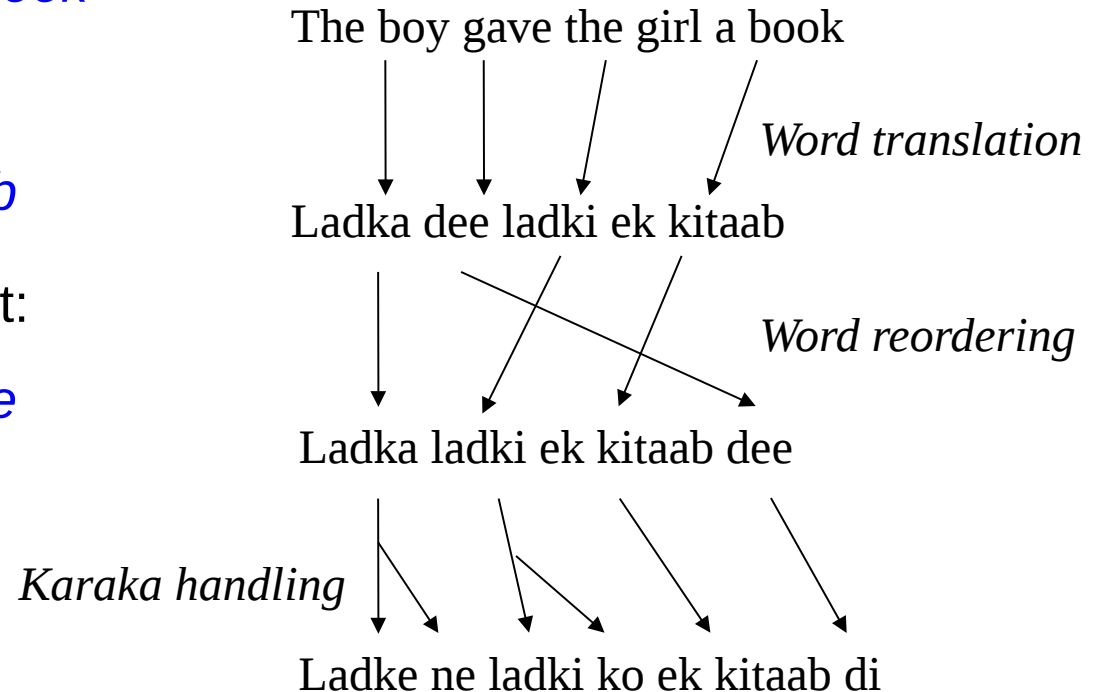 The boy gave the girl a book
Word translation
Ladka dee ladki ek kitaab
t:
Word reordering
e
Ladka ladki ek kitaab dee
Karaka handling
Ladke ne ladki ko ek kitaab di